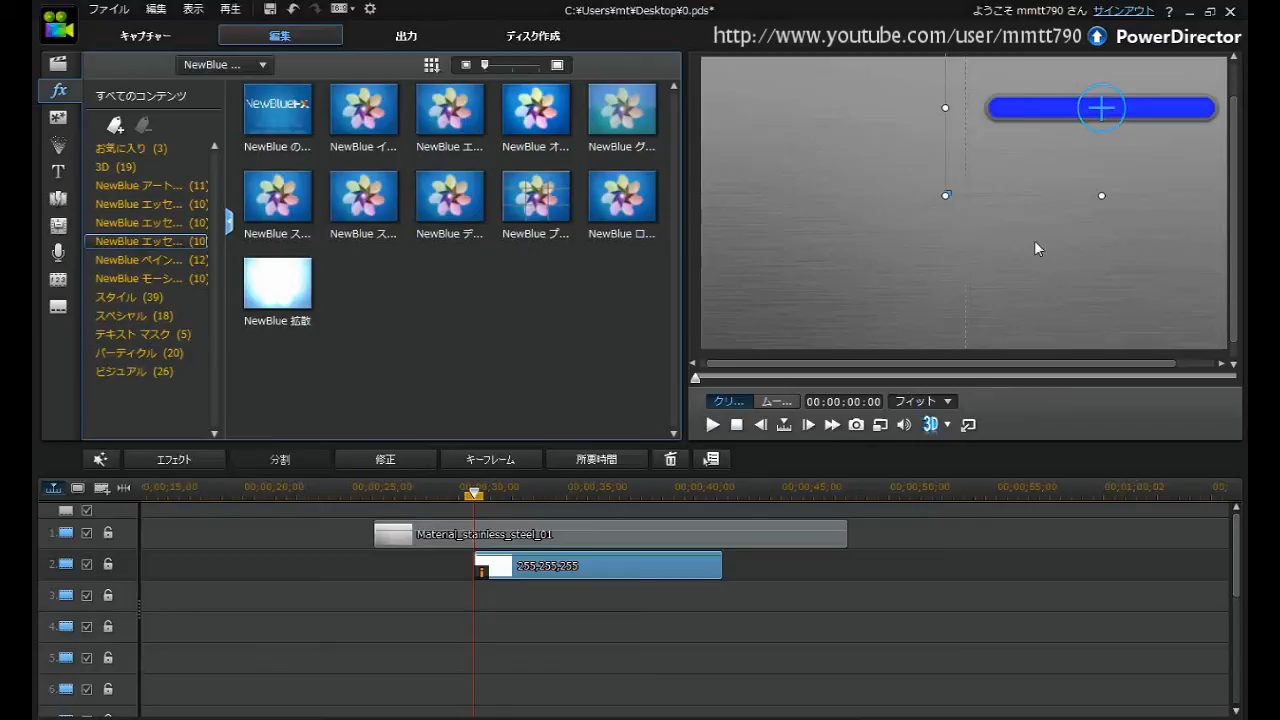 ファイル 編集 表示 再生 C:¥Users¥mt¥Desktop¥0.pds* ようこそ mmtt790 さん サインアウト
キャプチャー 編集 出力 ディスク作成 http://www.youtube.com/user/mmtt790 PowerDirector
NewBlue ...
fx すべてのコンテンツ
お気に入り (3)
3D (19)
NewBlue アート... (11)
NewBlue エッセ... (10)
NewBlue エッセ... (10)
NewBlue エッセ... (10)
NewBlue ペイン... (12)
NewBlue モーシ... (10)
スタイル (39)
スペシャル (18)
テキスト マスク (5)
パーティクル (20)
ビジュアル (26)
NewBlueFX
NewBlue の... NewBlue イ... NewBlue エ... NewBlue オ... NewBlue グ...
NewBlue ス... NewBlue ス... NewBlue デ... NewBlue プ... NewBlue ロ...
NewBlue 拡散
クリ... ムー... 00:00:00:00 フィット
3D
エフェクト 分割 修正 キーフレーム 所要時間
00;00;15;00 00;00;20;00 00;00;25;00 00;00;30;00 00;00;35;00 00;00;40;00 00;00;45;00 00;00;50;00 00;00;55;00 00;01;00;02 00;
1. Material_stainless_steel_01
2. 255,255,255
3.
4.
5.
6.